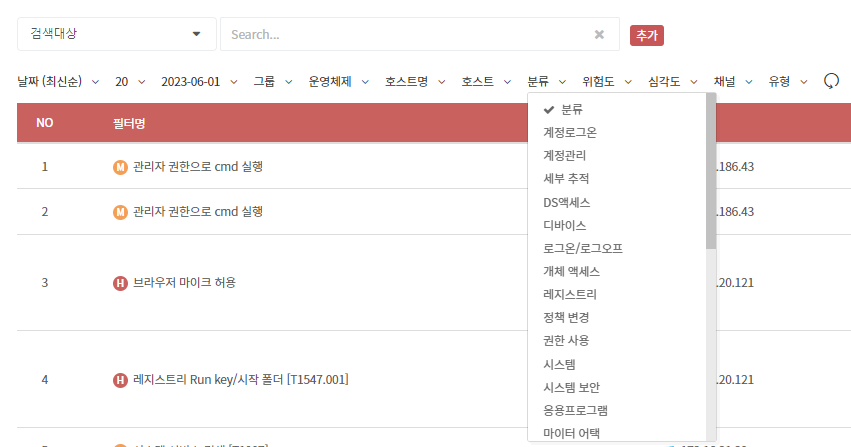 검색대상 Search... 추가
날짜 (최신순) 20 2023-06-01 그룹 운영체제 호스트명 호스트 분류 위험도 심각도 채널 유형
NO 필터명
분류
계정로그온
계정관리
세부 추적
DS액세스
디바이스
로그온/로그오프
개체 액세스
레지스트리
정책 변경
권한 사용
시스템
시스템 보안
응용프로그램
마이터 어택
1 M 관리자 권한으로 cmd 실행 .186.43
2 M 관리자 권한으로 cmd 실행 .186.43
3 H 브라우저 마이크 허용 .20.121
4 H 레지스트리 Run key/시작 폴더 [T1547.001] .20.121